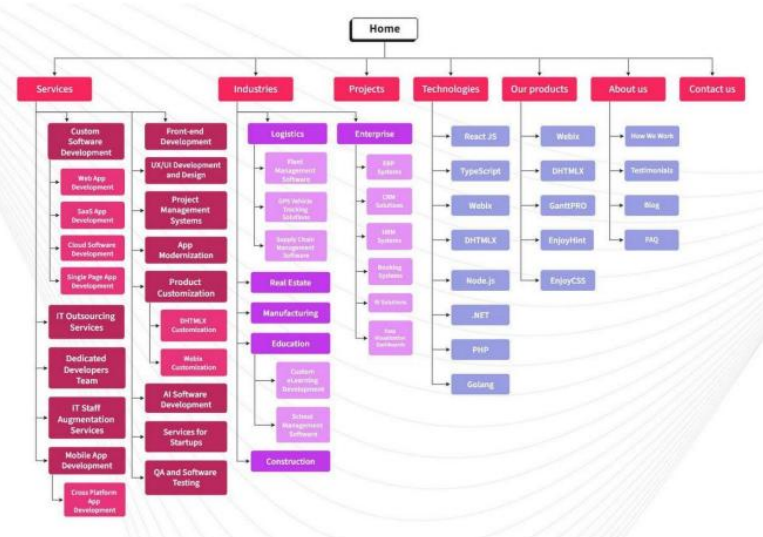 Home
Services
Industries
Projects
Technologies
Our products
About us
Contact us
Custom
Software
Development
Web App
Development
SaaS App
Development
Cloud Software
Development
Single Page App
Development
IT Outsourcing
Services
Dedicated
Developers
Team
IT Staff
Augmentation
Services
Mobile App
Development
Cross Platform
App
Development
Front-end
Development
UX/UI Development
and Design
Project
Management
Systems
App
Modernization
Product
Customization
DHTMLX
Customization
Webix
Customization
AI Software
Development
Services for
Startups
QA and Software
Testing
Logistics
Fleet
Management
Software
GPS Vehicle
Tracking
Solutions
Supply Chain
Management
Software
Real Estate
Manufacturing
Education
Custom
eLearning
Development
School
Management
Software
Construction
Enterprise
ERP
Systems
CRM
Solutions
Systems
Booking
Systems
BI Solutions
Data
Visualization
Dashboards
React JS
TypeScript
Webix
DHTMLX
Node.js
.NET
PHP
Golang
Webix
DHTMLX
GanttPRO
EnjoyHint
EnjoyCSS
How We Work
Testimonials
Blog
FAQ